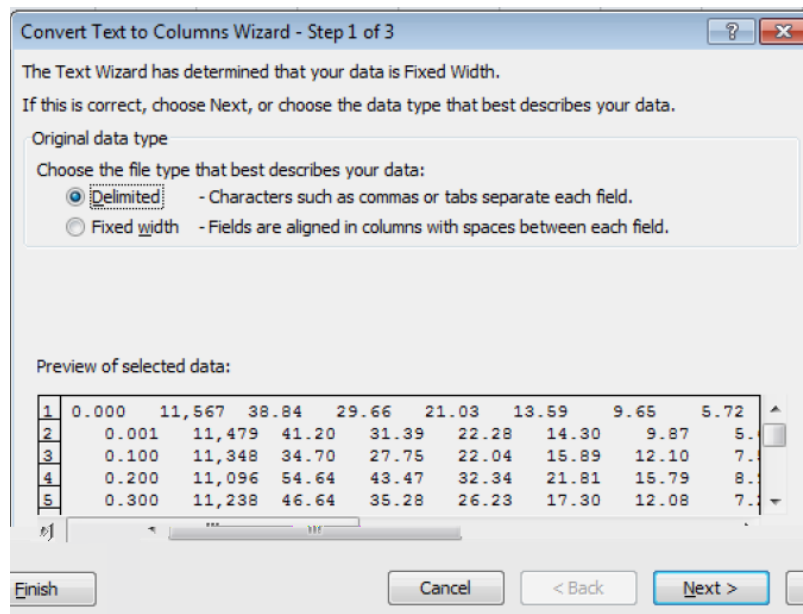 Convert Text to Columns Wizard - Step 1 of 3
The Text Wizard has determined that your data is Fixed Width.
If this is correct, choose Next, or choose the data type that best describes your data.
Original data type
Choose the file type that best describes your data:
Delimited - Characters such as commas or tabs separate each field.
Fixed width - Fields are aligned in columns with spaces between each field.
Preview of selected data:
1 0.000 11,567 38.84 29.66 21.03 13.59 9.65 5.72
2 0.001 11,479 41.20 31.39 22.28 14.30 9.87 5.
3 0.100 11,348 34.70 27.75 22.04 15.89 12.10 7.
4 0.200 11,096 54.64 43.47 32.34 21.81 15.79 8.
5 0.300 11,238 46.64 35.28 26.23 17.30 12.08 7.
Finish Cancel < Back Next >